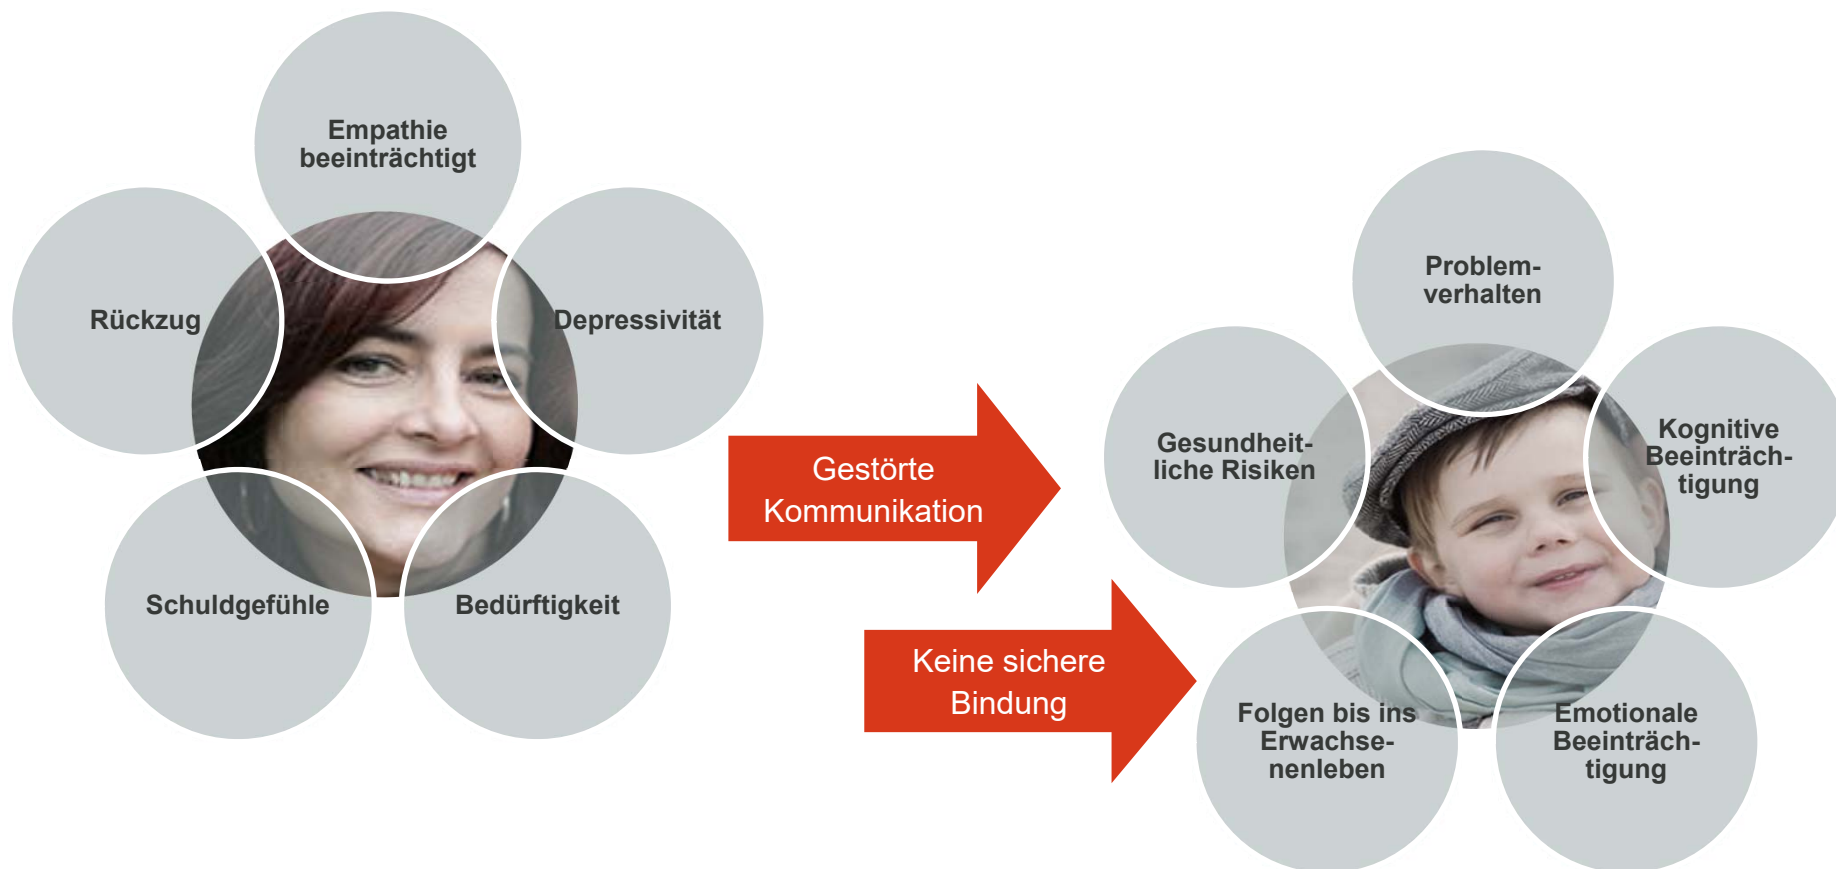 Empathie
beeinträchtigt
Rückzug
Depressivität
Schuldgefühle
Bedürftigkeit
Gestörte
Kommunikation
Keine sichere
Bindung
Problem-
verhalten
Gesundheit-
liche Risiken
Kognitive
Beeinträch-
tigung
Folgen bis ins
Erwachse-
nenleben
Emotionale
Beeinträch-
tigung